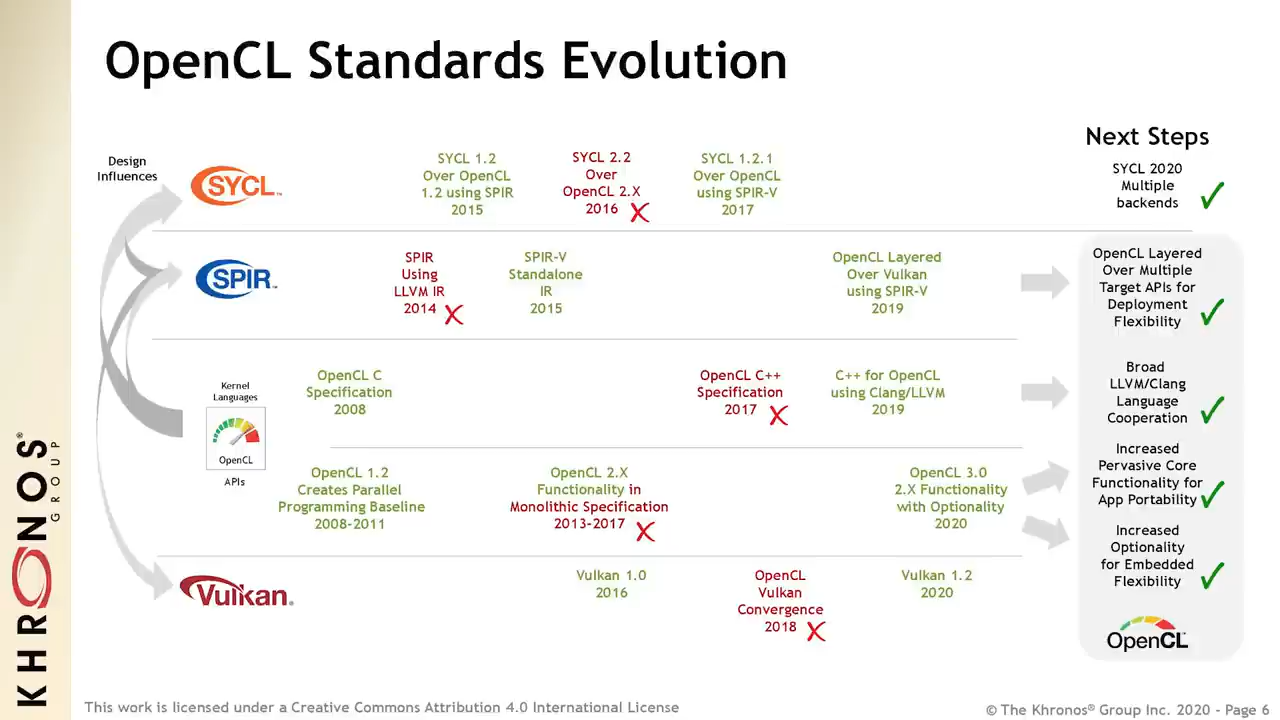 OpenCL Standards Evolution
Next Steps
Design
Influences
SYCL™
SYCL 1.2
Over OpenCL
1.2 using SPIR
2015
SYCL 2.2
Over
OpenCL 2.X
2016
SYCL 1.2.1
Over OpenCL
using SPIR-V
2017
SYCL 2020
Multiple
backends
SPIR™
SPIR
Using
LLVM IR
2014
SPIR-V
Standalone
IR
2015
OpenCL Layered
Over Vulkan
using SPIR-V
2019
OpenCL Layered
Over Multiple
Target APIs for
Deployment
Flexibility
Kernel
Languages
OpenCL
APIs
OpenCL C
Specification
2008
OpenCL C++
Specification
2017
C++ for OpenCL
using Clang/LLVM
2019
Broad
LLVM/Clang
Language
Cooperation
OpenCL 1.2
Creates Parallel
Programming Baseline
2008-2011
OpenCL 2.X
Functionality in
Monolithic Specification
2013-2017
OpenCL 3.0
2.X Functionality
with Optionality
2020
Increased
Pervasive Core
Functionality for
App Portability
Increased
Optionality
for Embedded
Flexibility
Vulkan®
Vulkan 1.0
2016
OpenCL
Vulkan
Convergence
2018
Vulkan 1.2
2020
OpenCL
KHRONOS®
GROUP
This work is licensed under a Creative Commons Attribution 4.0 International License
© The Khronos® Group Inc. 2020 - Page 6